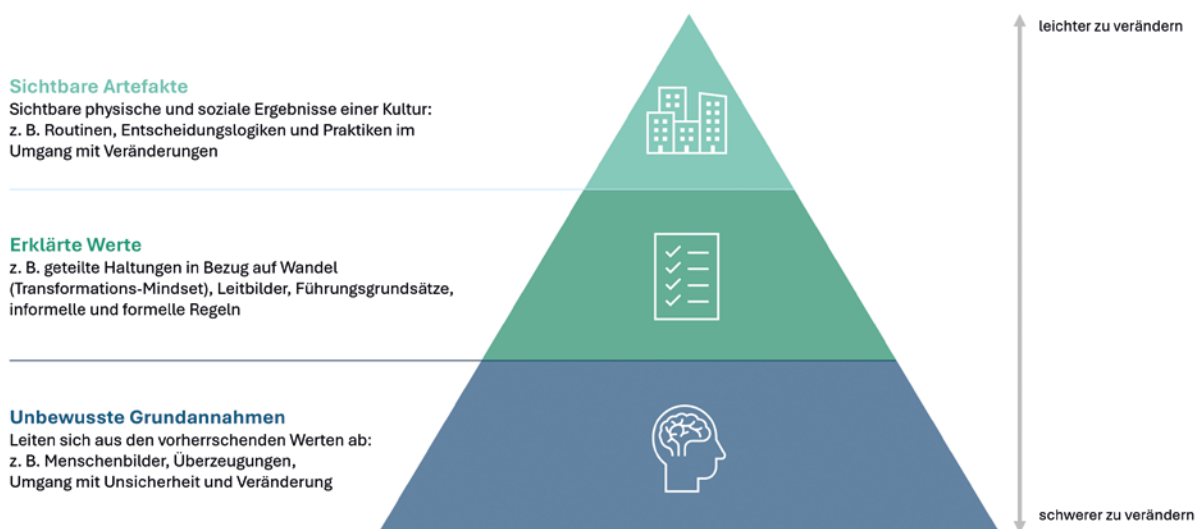 leichter zu verändern
Sichtbare Artefakte
Sichtbare physische und soziale Ergebnisse einer Kultur:
z. B. Routinen, Entscheidungslogiken und Praktiken im
Umgang mit Veränderungen
Erklärte Werte
z. B. geteilte Haltungen in Bezug auf Wandel
(Transformations-Mindset), Leitbilder, Führungsgrundsätze,
informelle und formelle Regeln
Unbewusste Grundannahmen
Leiten sich aus den vorherrschenden Werten ab:
z. B. Menschenbilder, Überzeugungen,
Umgang mit Unsicherheit und Veränderung
schwerer zu verändern